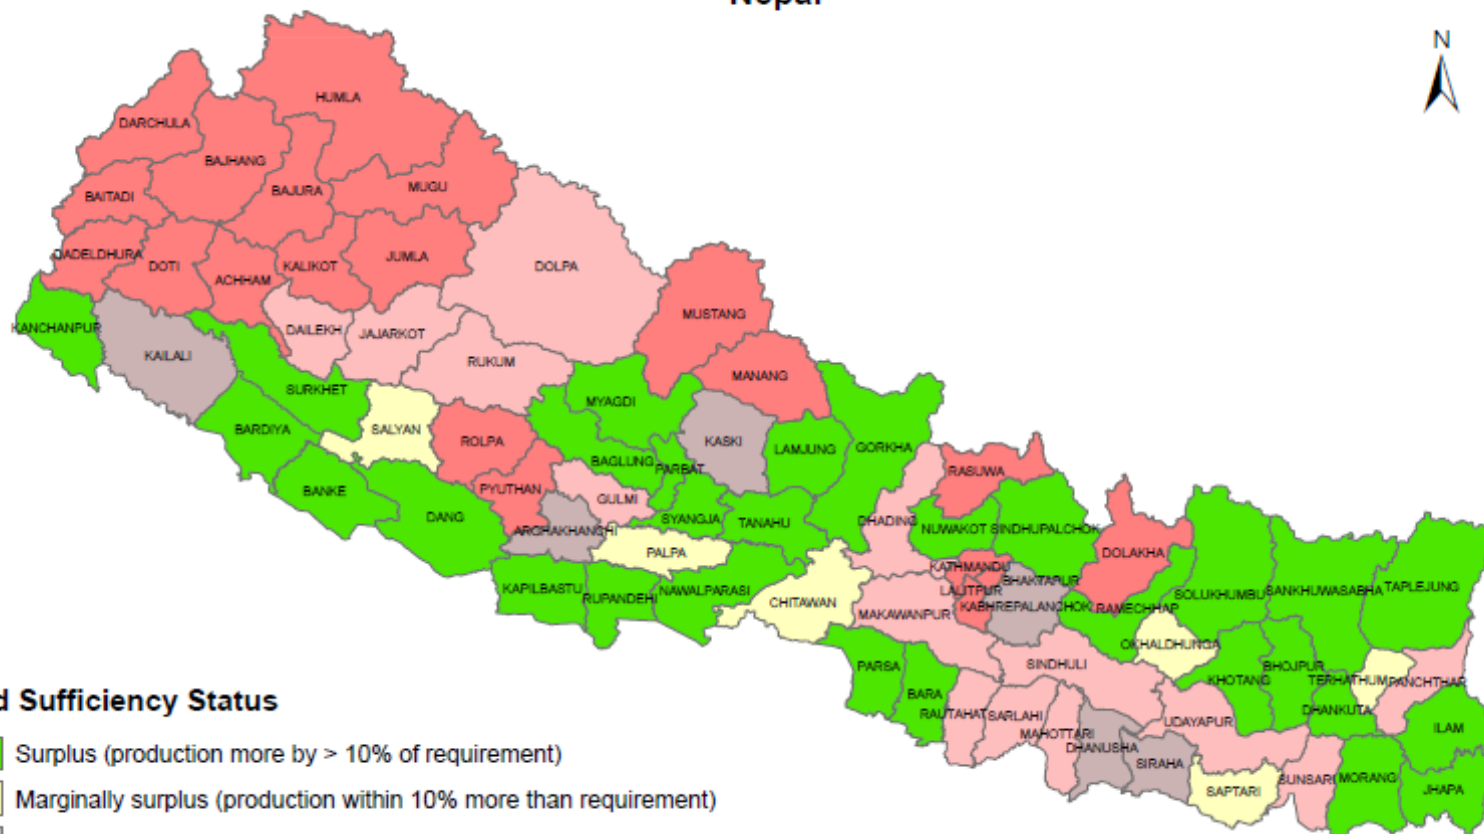 Nepal
N
HUMLA
DARCHULA
BAJHANG
BAJURA
MUGU
BAITADI
DADELDHURA
DOTI
ACHHAM
KALIKOT
JUMLA
DOLPA
MUSTANG
KANCHANPUR
KAILALI
DAILEKH
JAJARKOT
RUKUM
MANANG
SURKHET
MYAGDI
SALYAN
BARDIYA
ROLPA
KASKI
LAMJUNG
GORKHA
BAGLUNG
PARBAT
RASUWA
BANKE
PYUTHAN
GULMI
DANG
ARGHAKHANCHI
SYANGJA
TANAHU
DHADING
NUWAKOT
SINDHUPALCHOK
DOLAKHA
PALPA
KATHMANDU
BHAKTAPUR
LALITPUR
KAPILBASTU
RUPANDEHI
NAWALPARASI
CHITAWAN
MAKAWANPUR
KABHREPALANCHOK
RAMECHHAP
SOLUKHUMBU
SANKHUWASABHA
TAPLEJUNG
OKHALDHUNGA
PARSA
SINDHULI
KHOTANG
BHOJPUR
TERHATHUM
PANCHTHAR
BARA
RAUTAHAT
SARLAHI
MAHOTTARI
DHANUSHA
UDAYAPUR
DHANKUTA
ILAM
SIRAHA
SAPTARI
SUNSARI
MORANG
JHAPA
d Sufficiency Status
Surplus (production more by > 10% of requirement)
Marginally surplus (production within 10% more than requirement)